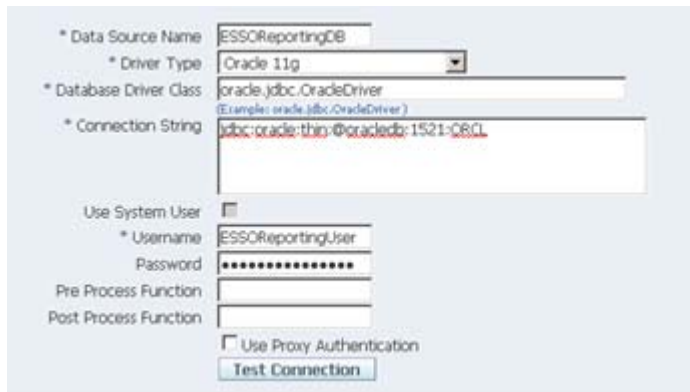 * Data Source Name ESSOReportingDB
* Driver Type Oracle 11g
* Database Driver Class oracle.jdbc.OracleDriver
(Example: oracle.jdbc.OracleDriver)
* Connection String jdbc:oracle:thin:@oracledb:1521:ORCL
Use System User
* Username ESSOReportingUser
Password ●●●●●●●●●●●●●●●
Pre Process Function
Post Process Function
Use Proxy Authentication
Test Connection